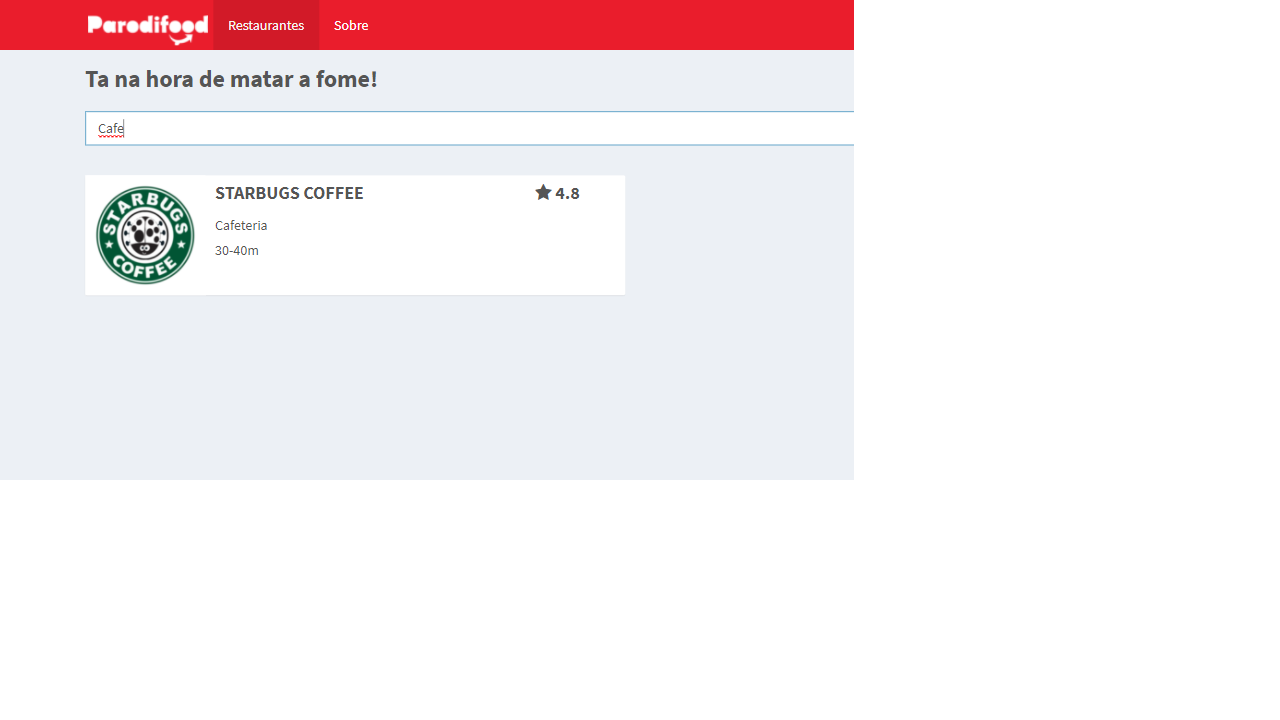 Parodifood Restaurantes Sobre
Ta na hora de matar a fome!
Cafe
STARBUGS COFFEE 4.8
Cafeteria
30-40m
STARBUGS
COFFEE